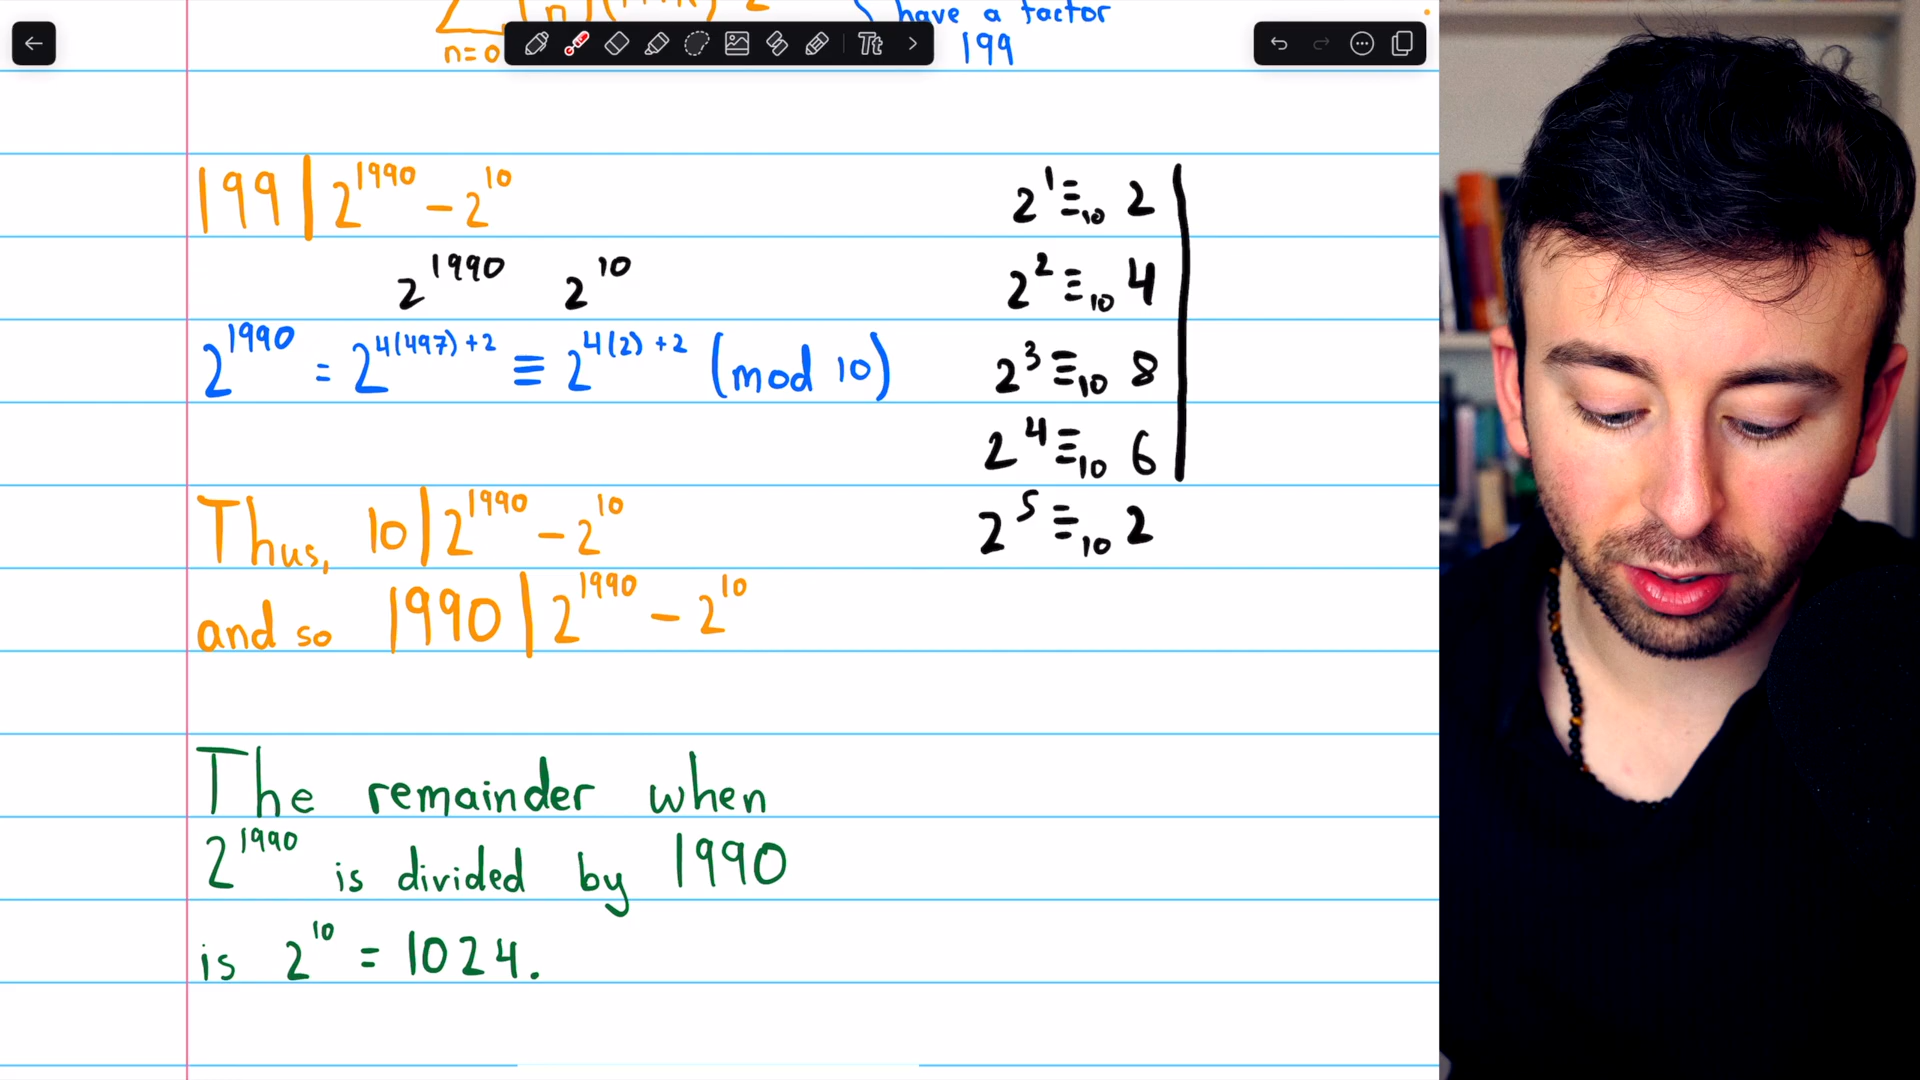 n=0
have a factor
199
Tt
199 | 2^1990 - 2^10
2^1990 2^10
2^1990 = 2^4(497)+2 ≡ 2^4(2)+2 (mod 10)
Thus, 10 | 2^1990 - 2^10
and so 1990 | 2^1990 - 2^10
The remainder when
2^1990 is divided by 1990
is 2^10 = 1024.
2^1 ≡₁₀ 2
2^2 ≡₁₀ 4
2^3 ≡₁₀ 8
2^4 ≡₁₀ 6
2^5 ≡₁₀ 2